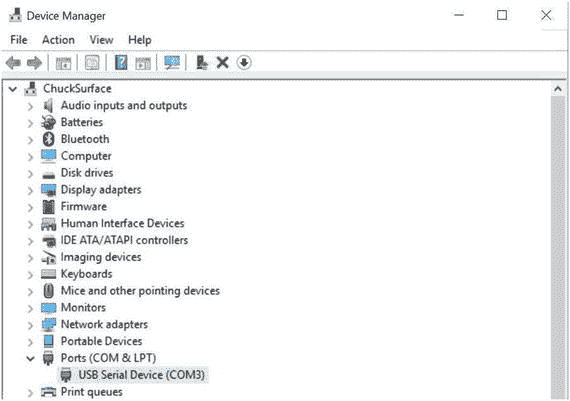 Device Manager
File Action View Help
ChuckSurface
Audio inputs and outputs
Batteries
Bluetooth
Computer
Disk drives
Display adapters
Firmware
Human Interface Devices
IDE ATA/ATAPI controllers
Imaging devices
Keyboards
Mice and other pointing devices
Monitors
Network adapters
Portable Devices
Ports (COM & LPT)
USB Serial Device (COM3)
Print queues